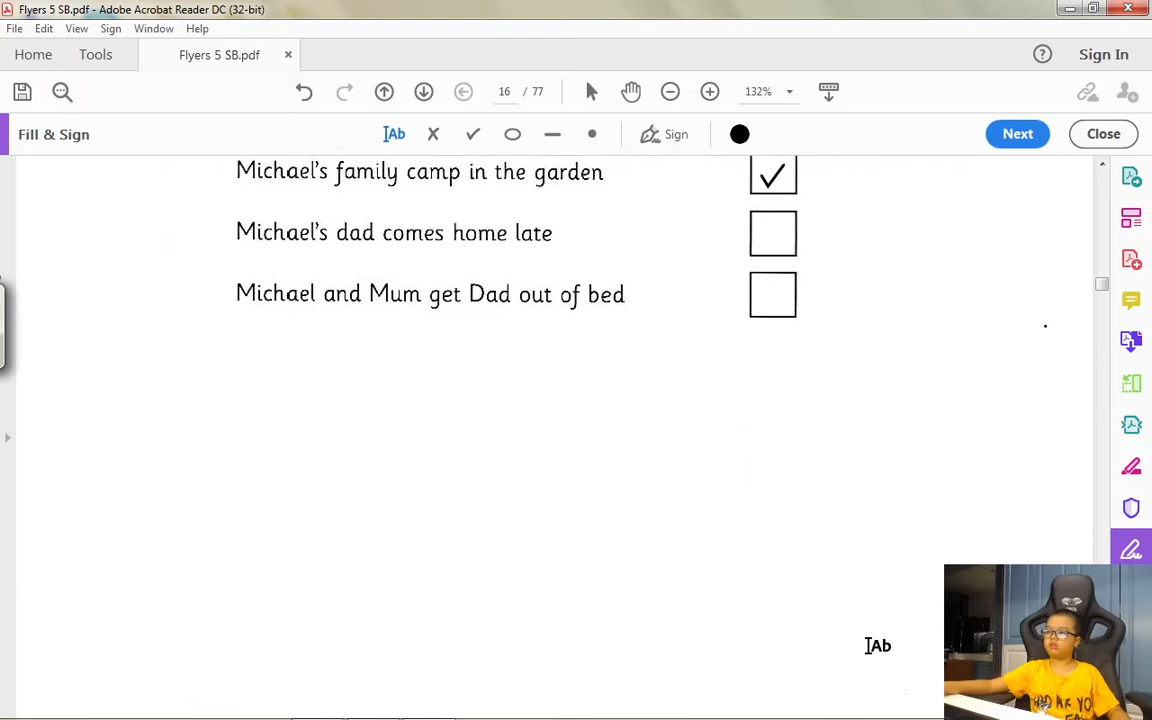 Flyers 5 SB.pdf - Adobe Acrobat Reader DC (32-bit)
File Edit View Sign Window Help
Home Tools Flyers 5 SB.pdf × Sign In
16 / 77 132%
Fill & Sign Ab Sign Next Close
Michael's family camp in the garden
Michael's dad comes home late
Michael and Mum get Dad out of bed
Ab